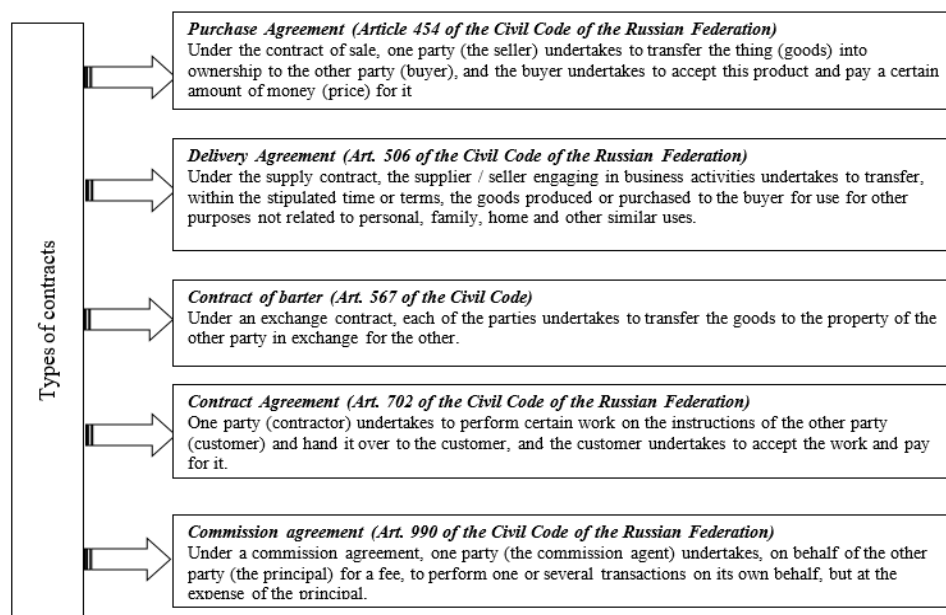 Types of contracts
Purchase Agreement (Article 454 of the Civil Code of the Russian Federation)
Under the contract of sale, one party (the seller) undertakes to transfer the thing (goods) into
ownership to the other party (buyer), and the buyer undertakes to accept this product and pay a certain
amount of money (price) for it
Delivery Agreement (Art. 506 of the Civil Code of the Russian Federation)
Under the supply contract, the supplier / seller engaging in business activities undertakes to transfer,
within the stipulated time or terms, the goods produced or purchased to the buyer for use for other
purposes not related to personal, family, home and other similar uses.
Contract of barter (Art. 567 of the Civil Code)
Under an exchange contract, each of the parties undertakes to transfer the goods to the property of the
other party in exchange for the other.
Contract Agreement (Art. 702 of the Civil Code of the Russian Federation)
One party (contractor) undertakes to perform certain work on the instructions of the other party
(customer) and hand it over to the customer, and the customer undertakes to accept the work and pay
for it.
Commission agreement (Art. 990 of the Civil Code of the Russian Federation)
Under a commission agreement, one party (the commission agent) undertakes, on behalf of the other
party (the principal) for a fee, to perform one or several transactions on its own behalf, but at the
expense of the principal.